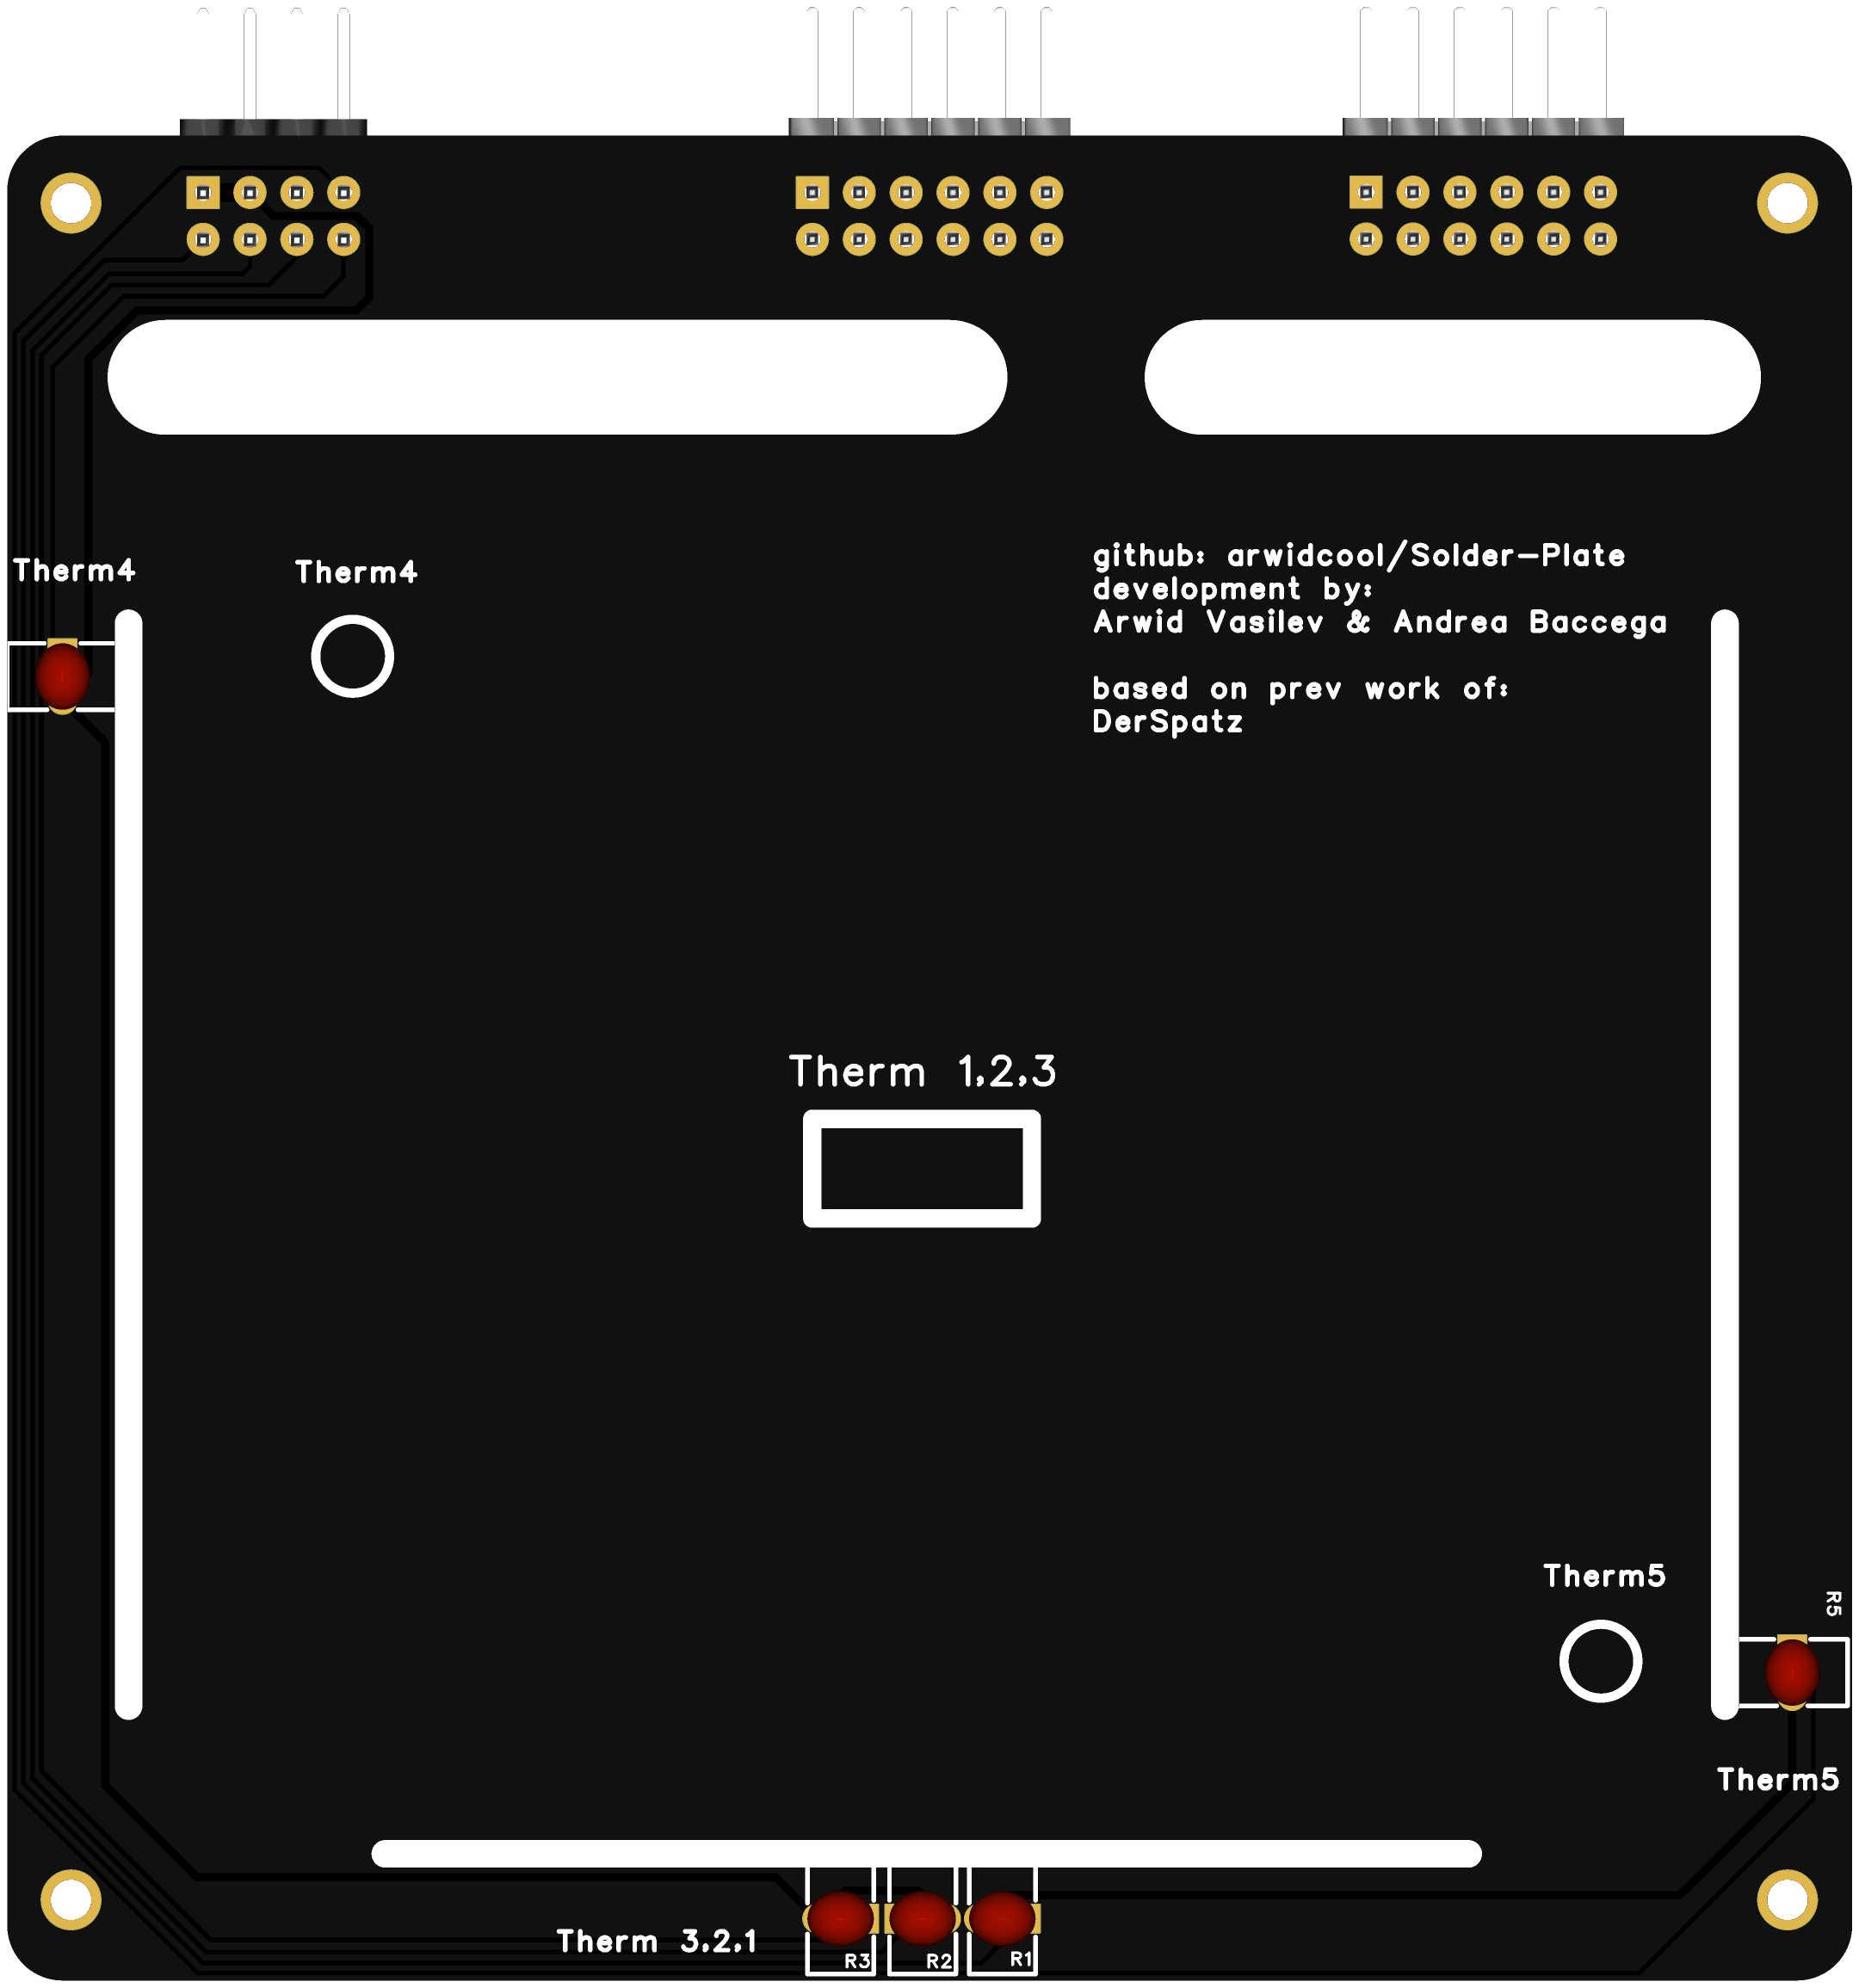 github: arwidcool/Solder-Plate
development by:
Therm4
Therm4
Arwid Vasilev & Andrea Baccega
based on prev work of:
DerSpatz
Therm 1,2,3
Therm5
R5
Therm5
Therm 3,2,1
R3
R2
R1